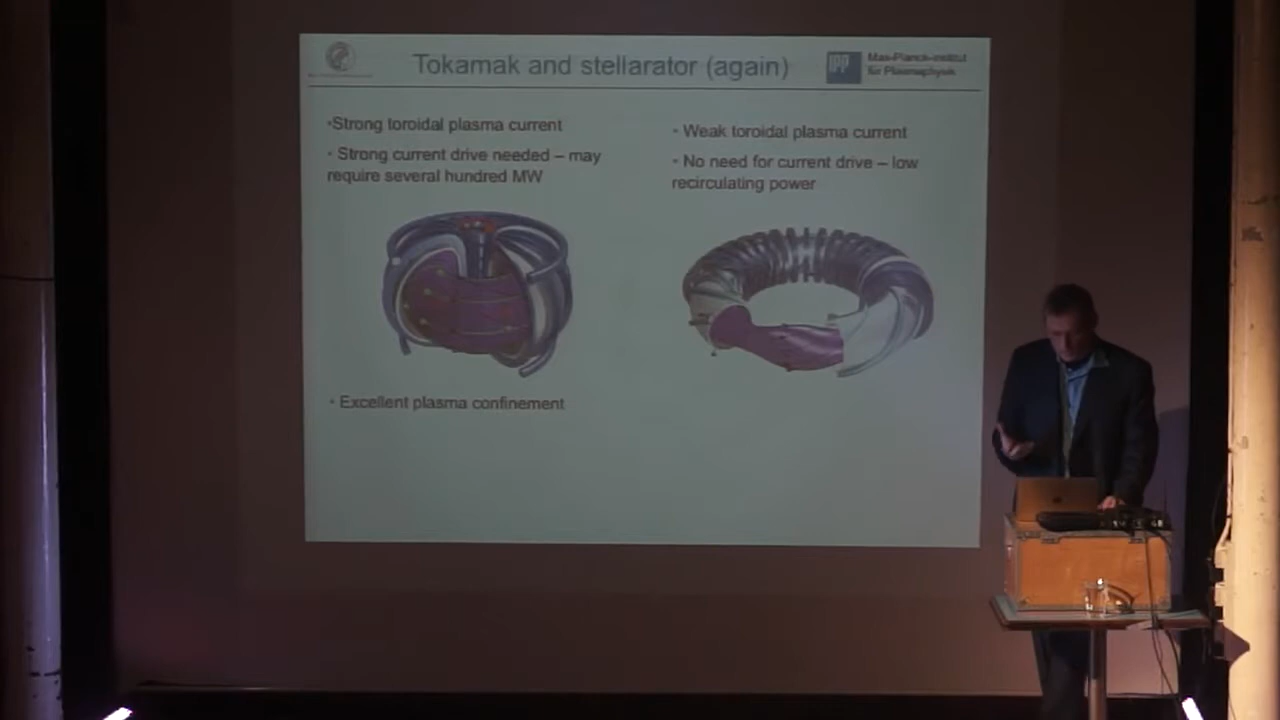 Tokamak and stellarator (again)
IPP
Max-Planck-Institut
für Plasmaphysik
•Strong toroidal plasma current
• Strong current drive needed – may
require several hundred MW
• Excellent plasma confinement
• Weak toroidal plasma current
• No need for current drive – low
recirculating power